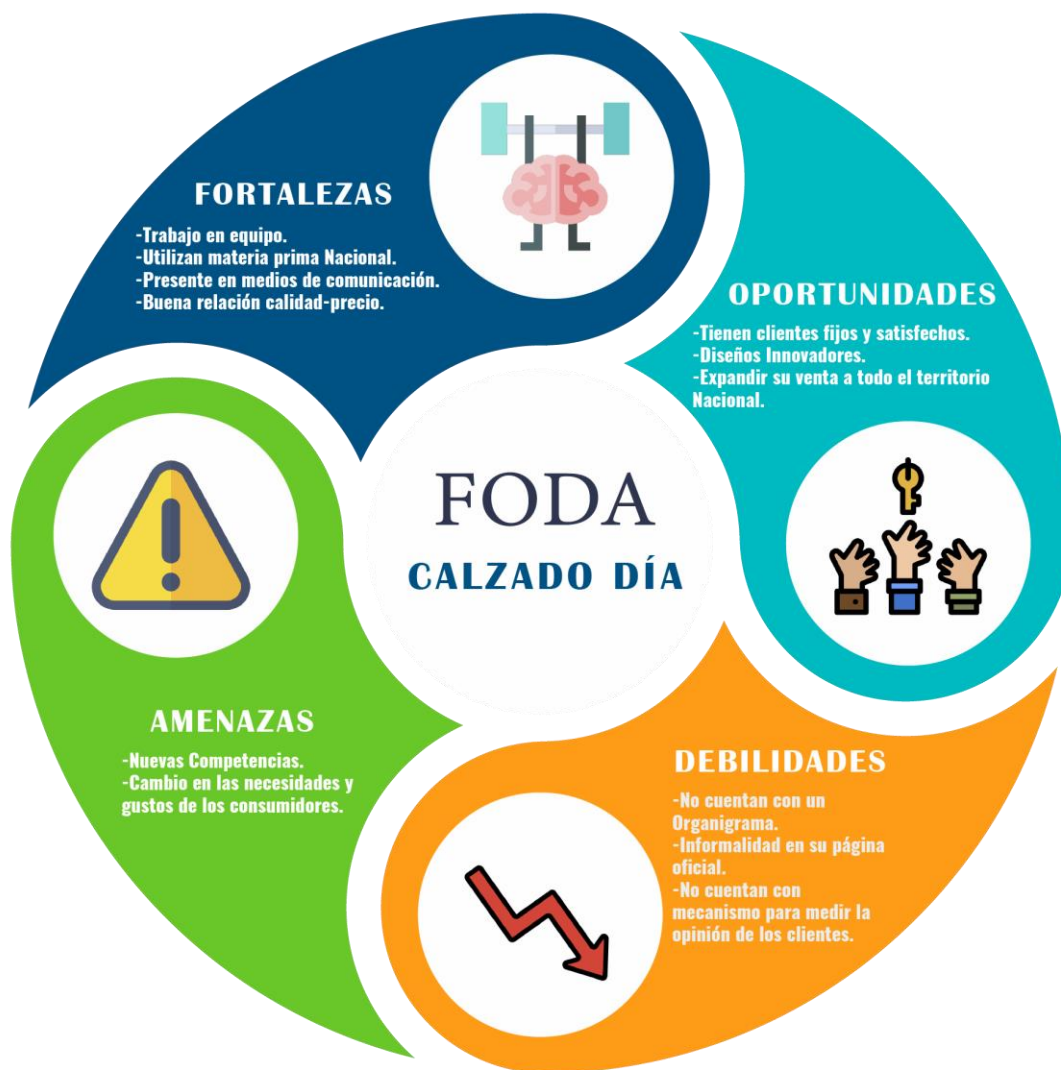 FORTALEZAS
-Trabajo en equipo.
-Utilizan materia prima Nacional.
-Presente en medios de comunicación.
-Buena relación calidad-precio.
OPORTUNIDADES
-Tienen clientes fijos y satisfechos.
-Diseños Innovadores.
-Expandir su venta a todo el territorio
Nacional.
FODA
CALZADO DÍA
AMENAZAS
-Nuevas Competencias.
-Cambio en las necesidades y
gustos de los consumidores.
DEBILIDADES
-No cuentan con un
Organigrama.
-Informalidad en su página
oficial.
-No cuentan con
mecanismo para medir la
opinión de los clientes.